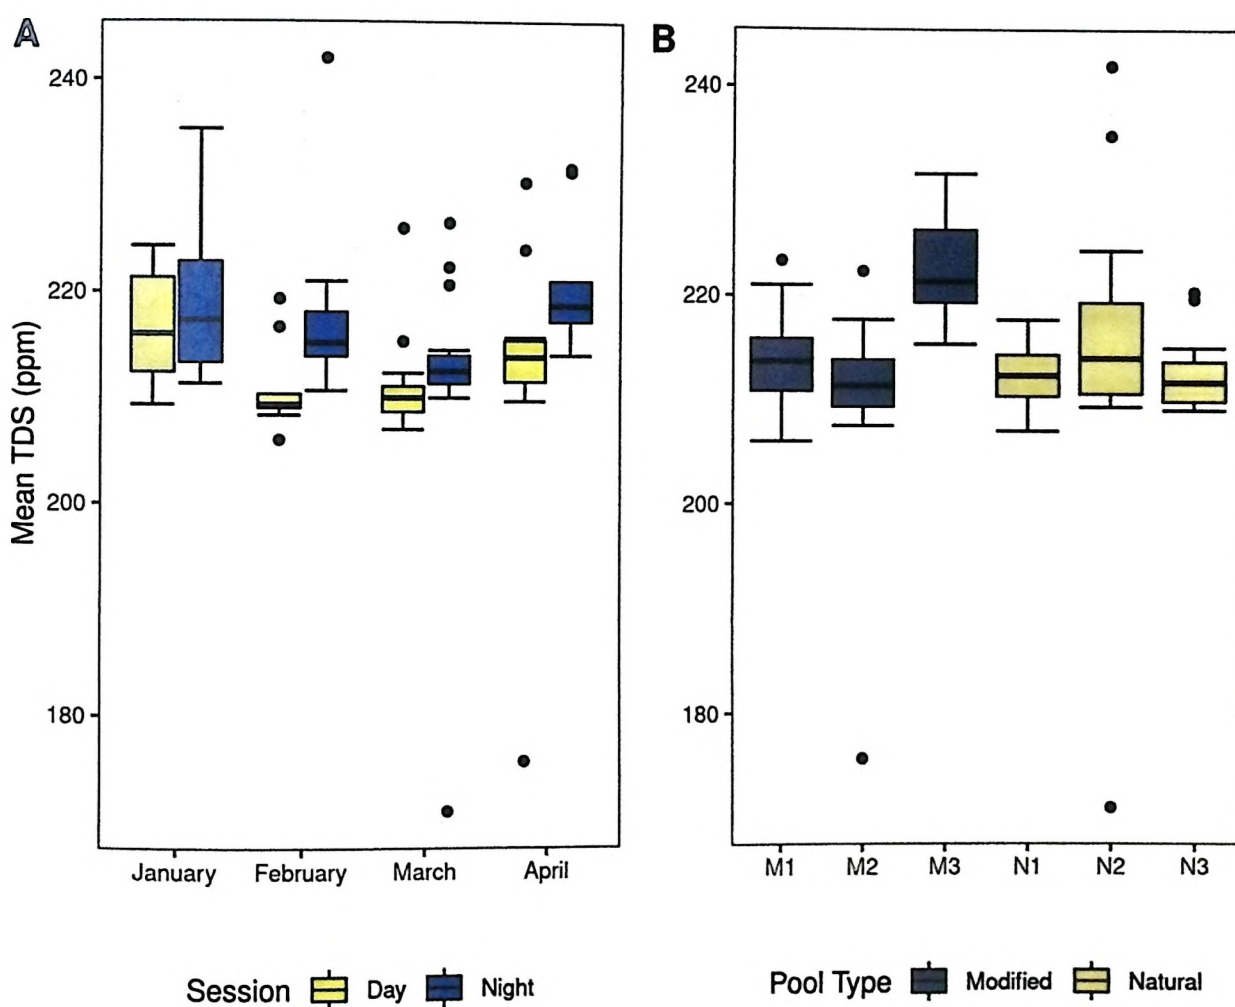 A
B
240
220
200
180
Mean TDS (ppm)
January February March April
Session Day Night
240
220
200
180
M1 M2 M3 N1 N2 N3
Pool Type Modified Natural